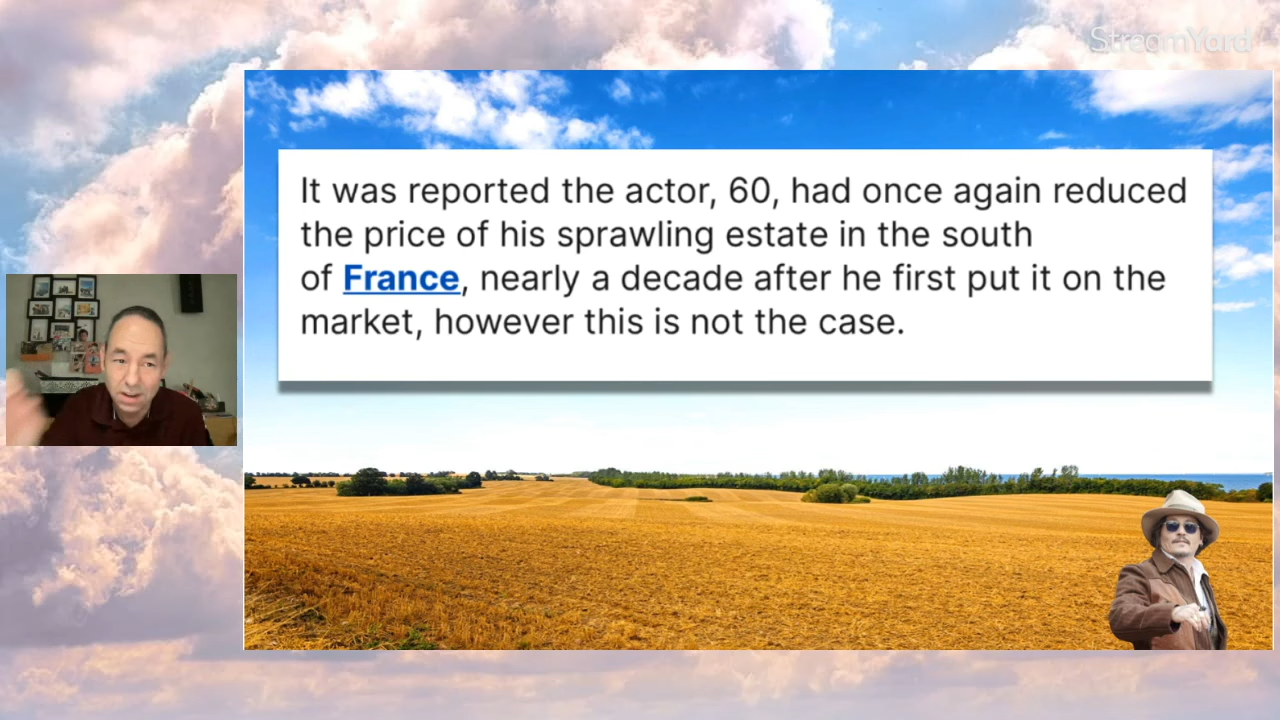 StreamYard
It was reported the actor, 60, had once again reduced
the price of his sprawling estate in the south
of France, nearly a decade after he first put it on the
market, however this is not the case.